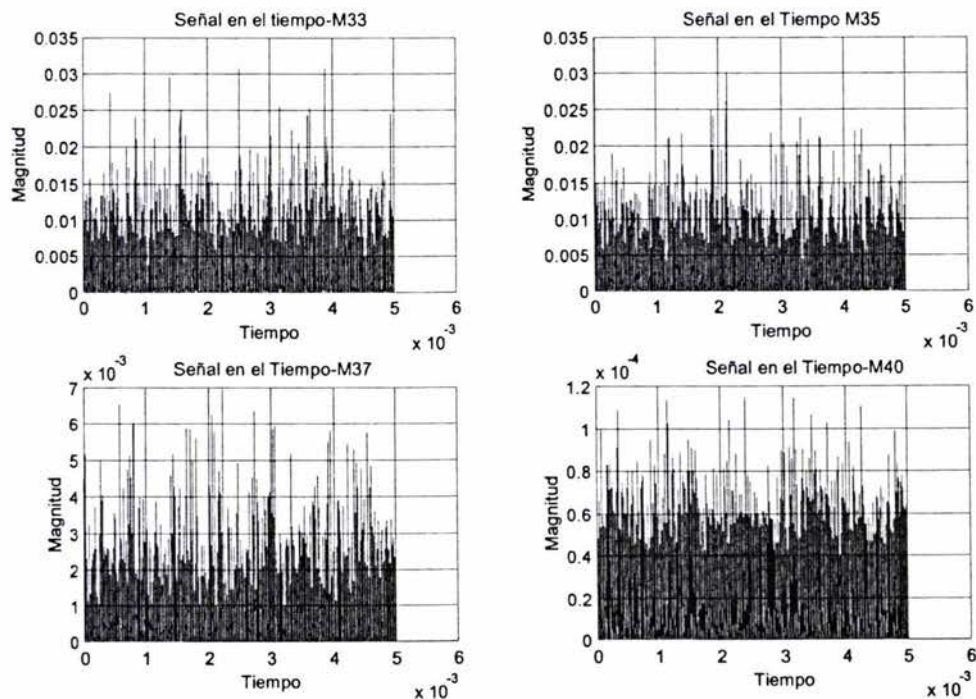 Señal en el tiempo-M33
0.035
0.03
0.025
0.02
0.015
0.01
0.005
0
Magnitud
0 1 2 3 4 5 6
Tiempo
x 10⁻³
Señal en el Tiempo M35
0.035
0.03
0.025
0.02
0.015
0.01
0.005
0
Magnitud
0 1 2 3 4 5 6
Tiempo
x 10⁻³
x 10⁻³
Señal en el Tiempo-M37
7
6
5
4
3
2
1
0
Magnitud
0 1 2 3 4 5 6
Tiempo
x 10⁻³
x 10⁻⁴
Señal en el Tiempo-M40
1.2
1
0.8
0.6
0.4
0.2
0
Magnitud
0 1 2 3 4 5 6
Tiempo
x 10⁻³